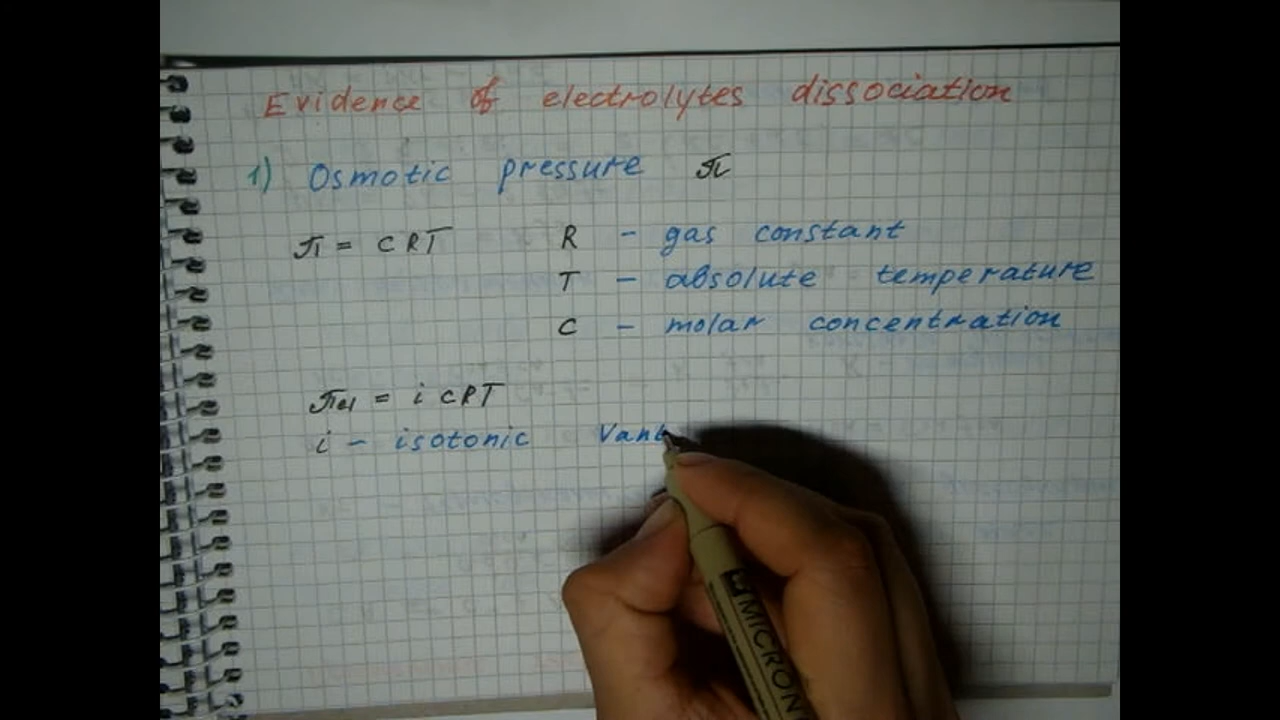 Evidence of electrolytes dissociation
1) Osmotic pressure π
π = CRT R - gas constant
T - absolute temperature
C - molar concentration
πel = i CRT
i - isotonic Vant
MICRON